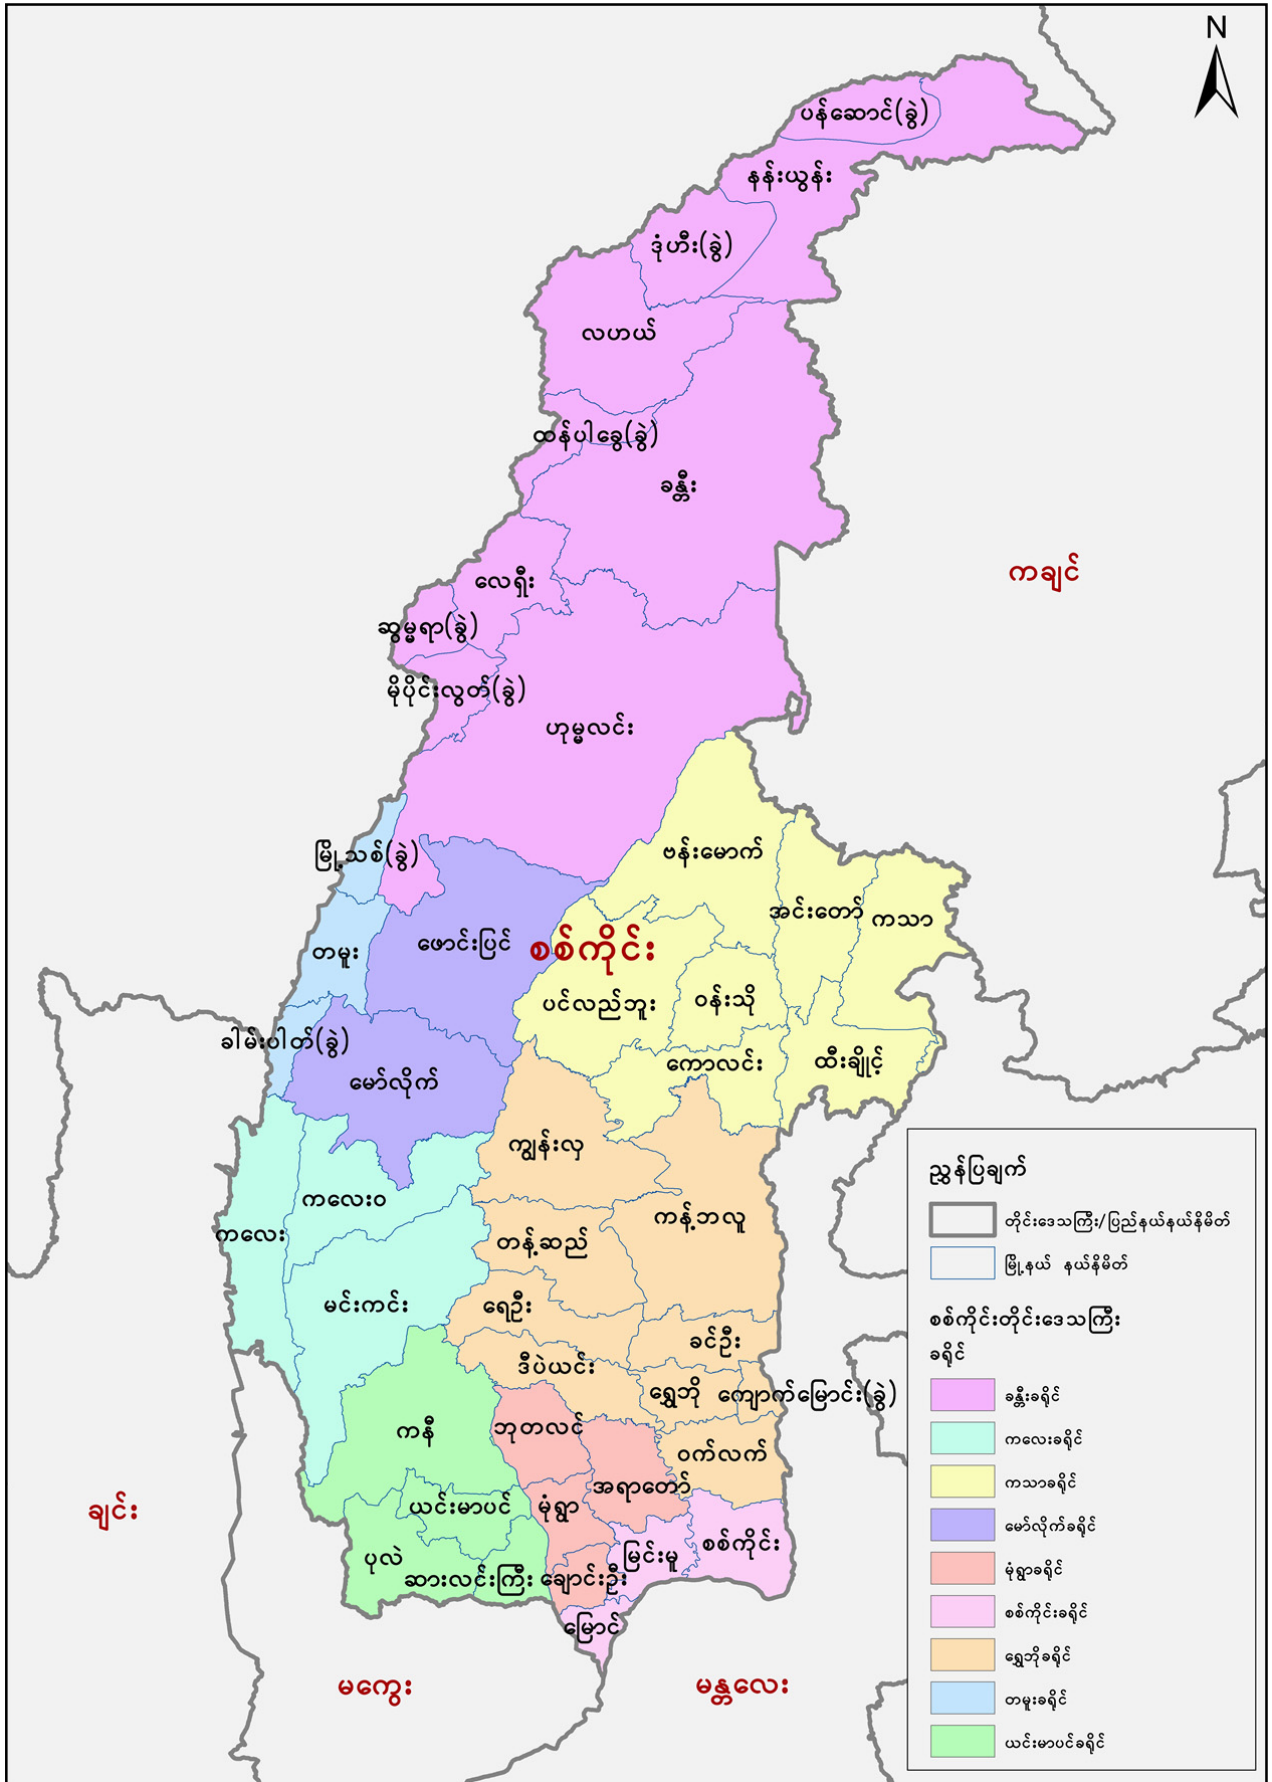 N
ပန်ဆောင်(ခွဲ)
နန်းယွန်း
ဒုံဟီး(ခွဲ)
လဟယ်
ထန်ပါခွေ(ခွဲ)
ခန္တီး
ကချင်
လေရှီး
ဆွမ္မရာ(ခွဲ)
မိုပိုင်းလွတ်(ခွဲ)
ဟုမ္မလင်း
မြို့သစ်(ခွဲ)
ဗန်းမောက်
အင်းတော်
ကသာ
တမူး
ဖောင်းပြင်
စစ်ကိုင်း
ပင်လည်ဘူး
ဝန်းသို
ခါမ်းပါတ်(ခွဲ)
မော်လိုက်
ကောလင်း
ထီးချိုင့်
ကျွန်းလှ
ကလေးဝ
ကလေး
ကန့်ဘလူ
တန့်ဆည်
မင်းကင်း
ရေဦး
ခင်ဦး
ဒီပဲယင်း
ရွှေဘို
ကျောက်မြောင်း(ခွဲ)
ကနီ
ဘုတလင်
ဝက်လက်
အရာတော်
ယင်းမာပင်
မုံရွာ
ချင်း
ပုလဲ
မြင်းမူ
စစ်ကိုင်း
ဆားလင်းကြီး
ချောင်းဦး
မြောင်
မကွေး
မန္တလေး
ညွှန်ပြချက်
တိုင်းဒေသကြီး/ပြည်နယ်နယ်နိမိတ်
မြို့နယ် နယ်နိမိတ်
စစ်ကိုင်းတိုင်းဒေသကြီး
ခရိုင်
ခန္တီးခရိုင်
ကလေးခရိုင်
ကသာခရိုင်
မော်လိုက်ခရိုင်
မုံရွာခရိုင်
စစ်ကိုင်းခရိုင်
ရွှေဘိုခရိုင်
တမူးခရိုင်
ယင်းမာပင်ခရိုင်